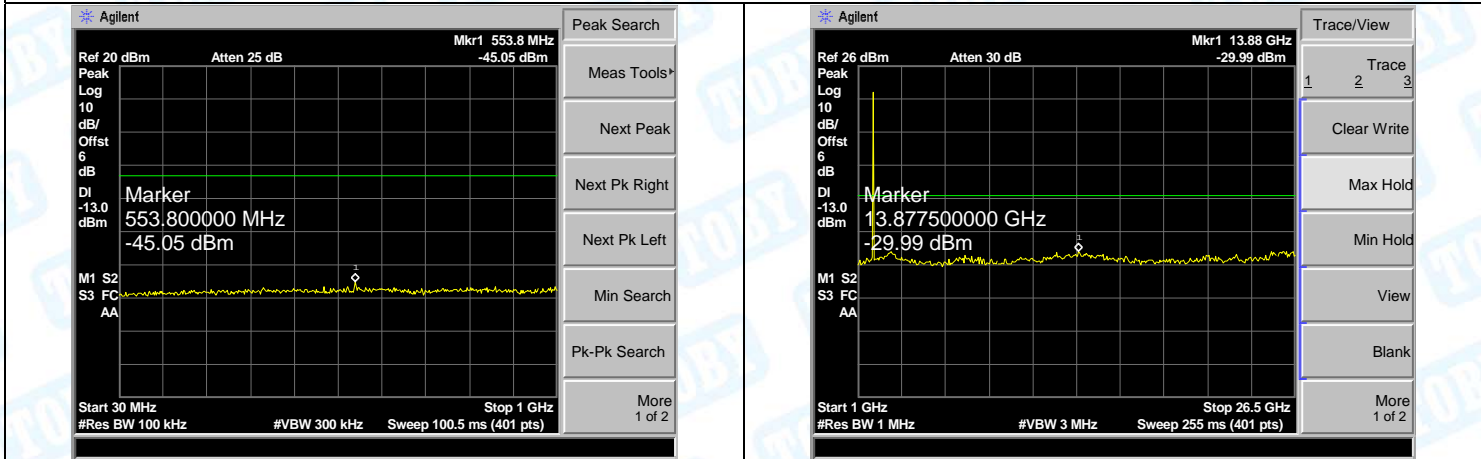 Agilent
Peak Search
Mkr1 553.8 MHz
Ref 20 dBm Atten 25 dB -45.05 dBm
Peak
Log
10
dB/
Offst
6
dB
DI
-13.0
dBm
M1 S2
S3 FC
AA
Marker
553.800000 MHz
-45.05 dBm
1
Start 30 MHz Stop 1 GHz
#Res BW 100 kHz #VBW 300 kHz Sweep 100.5 ms (401 pts)
Meas Tools
Next Peak
Next Pk Right
Next Pk Left
Min Search
Pk-Pk Search
More
1 of 2
Agilent
Trace/View
Mkr1 13.88 GHz
Ref 26 dBm Atten 30 dB -29.99 dBm
Peak
Log
10
dB/
Offst
6
dB
DI
-13.0
dBm
M1 S2
S3 FC
AA
Marker
13.877500000 GHz
-29.99 dBm
1
Start 1 GHz Stop 26.5 GHz
#Res BW 1 MHz #VBW 3 MHz Sweep 255 ms (401 pts)
Trace
1 2 3
Clear Write
Max Hold
Min Hold
View
Blank
More
1 of 2
TOBY